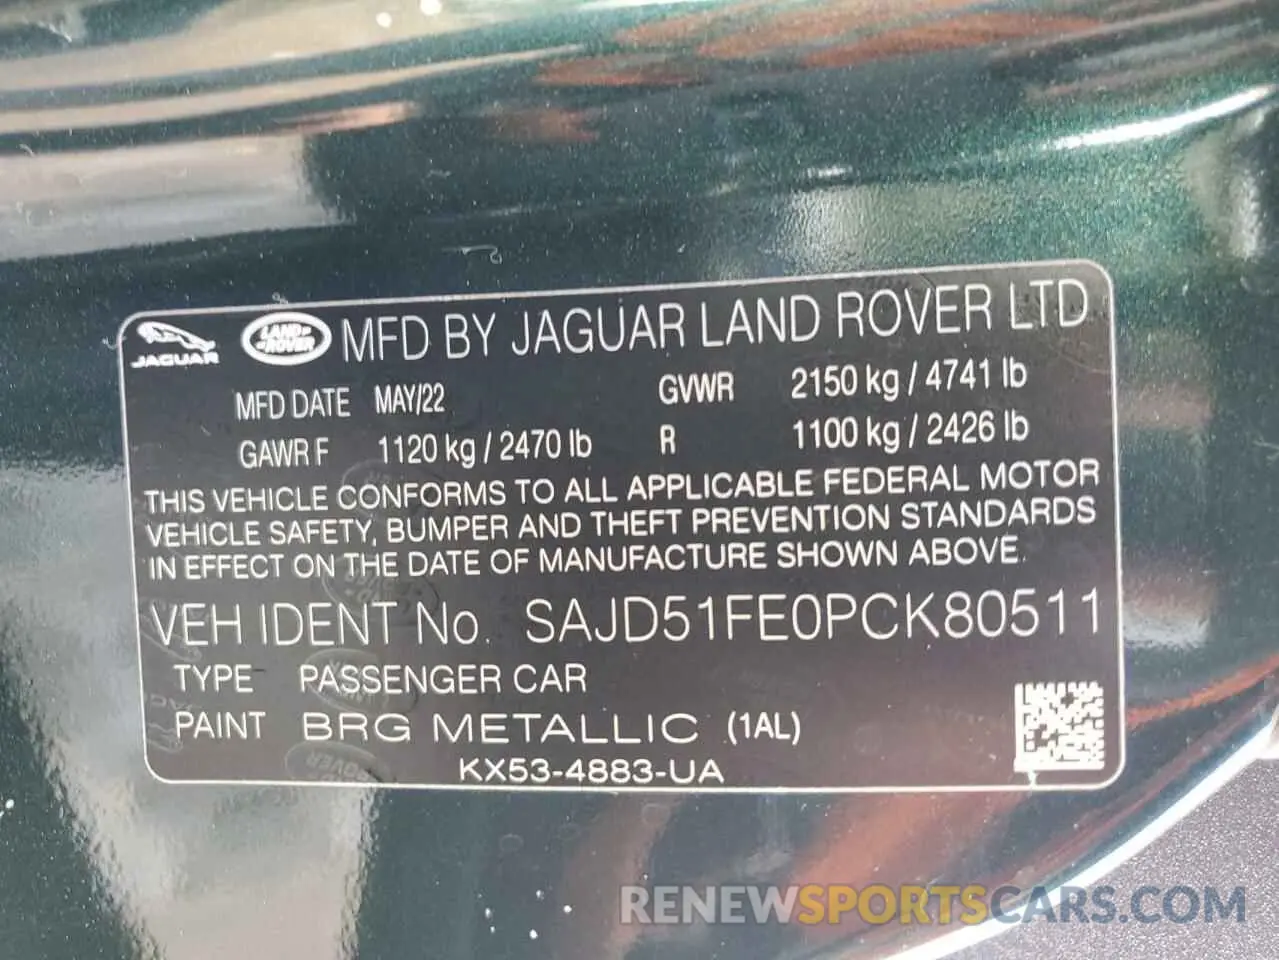 JAGUAR LAND ROVER MFD BY JAGUAR LAND ROVER LTD
MFD DATE MAY/22 GVWR 2150 kg / 4741 lb
GAWR F 1120 kg / 2470 lb R 1100 kg / 2426 lb
THIS VEHICLE CONFORMS TO ALL APPLICABLE FEDERAL MOTOR
VEHICLE SAFETY, BUMPER AND THEFT PREVENTION STANDARDS
IN EFFECT ON THE DATE OF MANUFACTURE SHOWN ABOVE.
VEH IDENT No. SAJD51FE0PCK80511
TYPE PASSENGER CAR
PAINT BRG METALLIC (1AL)
KX53-4883-UA
RENEWSPORTSCARS.COM